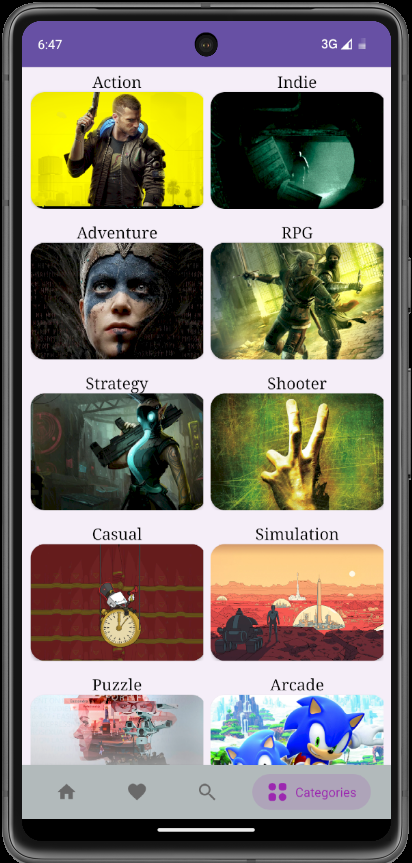 6:47 3G
Action Indie
Adventure RPG
Strategy Shooter
Casual Simulation
Puzzle Arcade
Categories